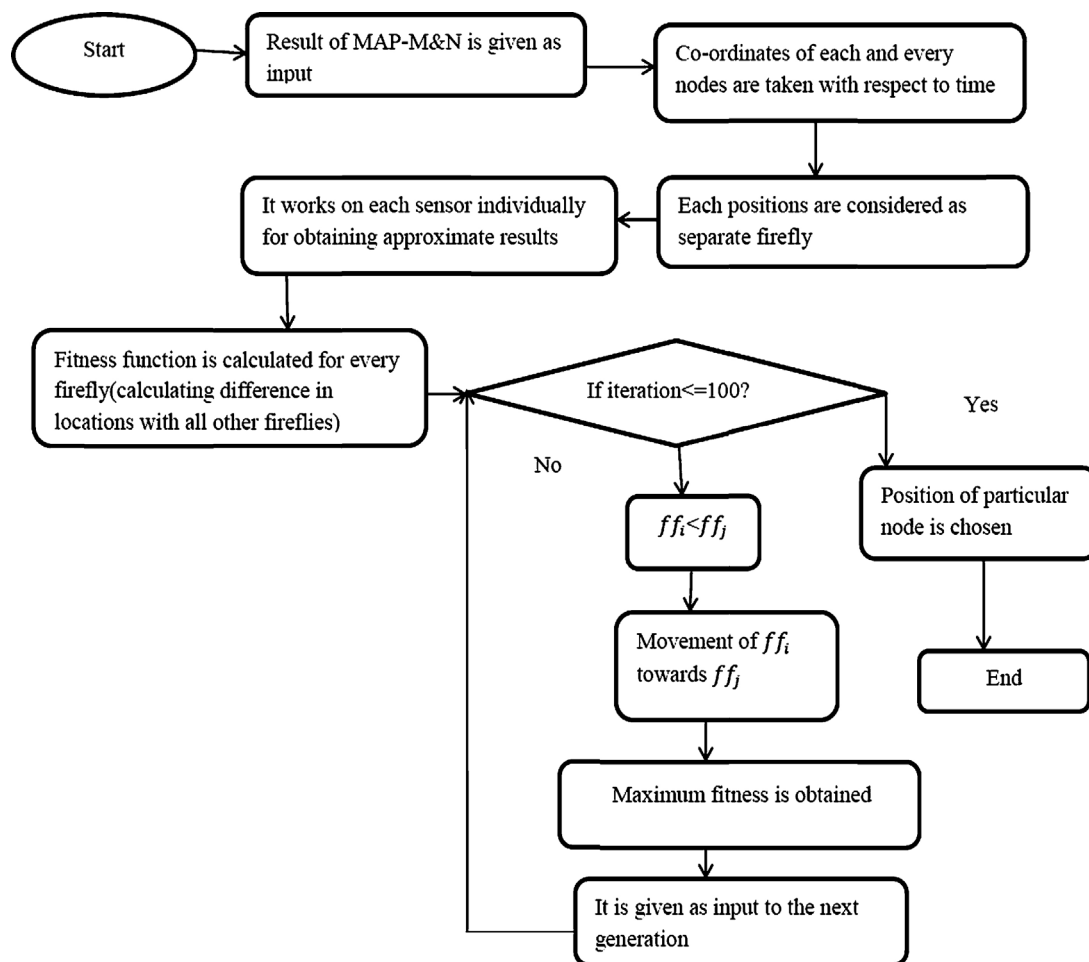 Start
Result of MAP-M&N is given as
input
Co-ordinates of each and every
nodes are taken with respect to time
Each positions are considered as
separate firefly
It works on each sensor individually
for obtaining approximate results
Fitness function is calculated for every
firefly(calculating difference in
locations with all other fireflies)
If iteration<=100?
Yes
No
Position of particular
node is chosen
End
𝑓𝑓ᵢ<𝑓𝑓ⱼ
Movement of 𝑓𝑓ᵢ
towards 𝑓𝑓ⱼ
Maximum fitness is obtained
It is given as input to the next
generation